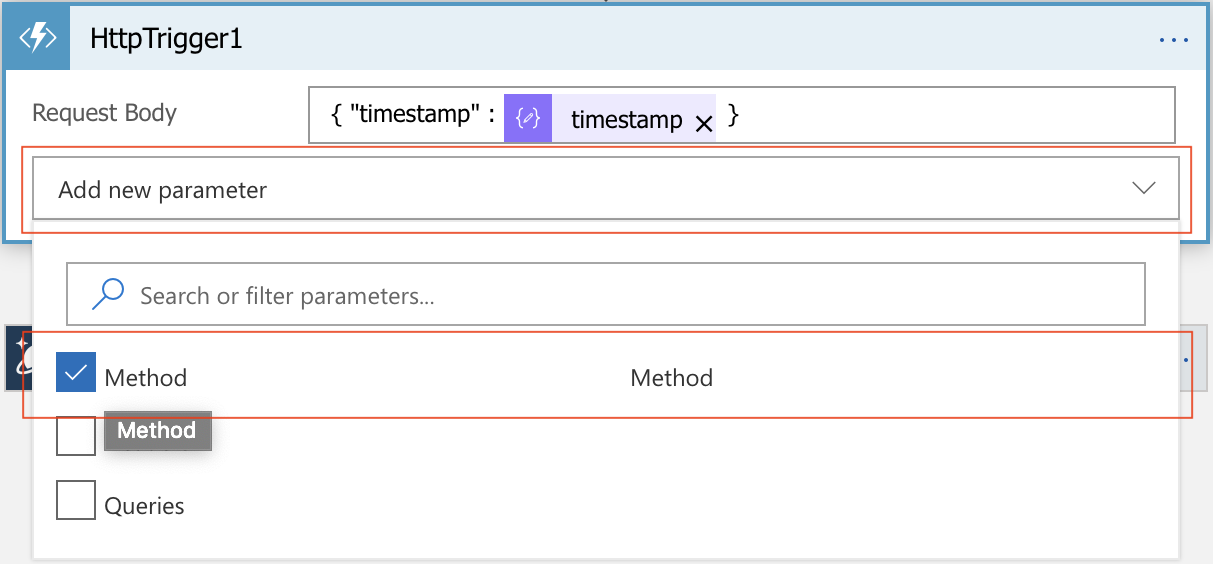 HttpTrigger1
Request Body
{ "timestamp" : timestamp }
Add new parameter
Search or filter parameters...
Method Method
Method
Queries